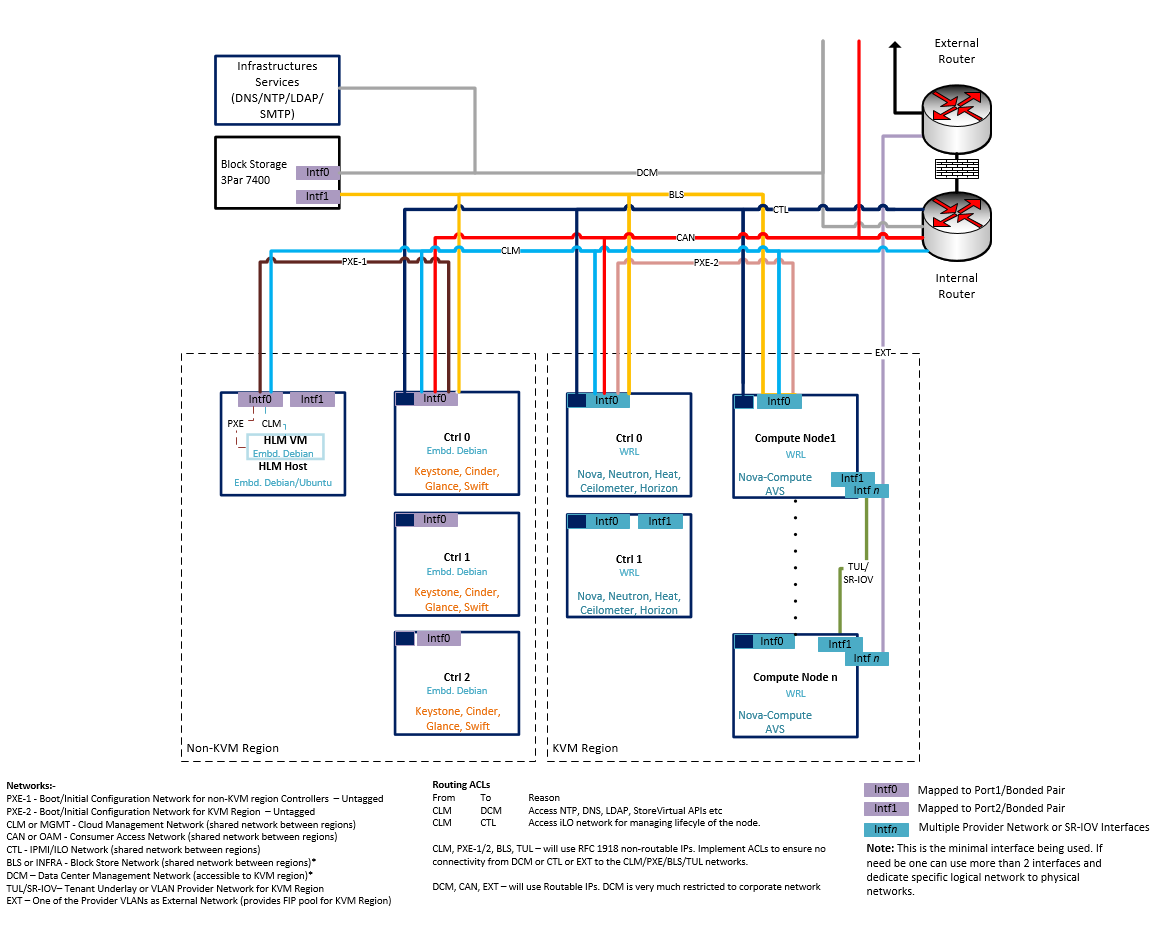 External
Router
Infrastructures
Services
(DNS/NTP/LDAP/
SMTP)
Block Storage
3Par 7400
Intf0
Intf1
DCM
BLS
CTL
CAN
CLM
PXE-1
PXE-2
Internal
Router
EXT
Intf0
Intf1
PXE
CLM
HLM VM
Embd. Debian
HLM Host
Embd. Debian/Ubuntu
Intf0
Ctrl 0
Embd. Debian
Keystone, Cinder,
Glance, Swift
Intf0
Ctrl 1
Embd. Debian
Keystone, Cinder,
Glance, Swift
Intf0
Ctrl 2
Embd. Debian
Keystone, Cinder,
Glance, Swift
Non-KVM Region
Intf0
Ctrl 0
WRL
Nova, Neutron, Heat,
Ceilometer, Horizon
Intf0
Intf1
Ctrl 1
WRL
Nova, Neutron, Heat,
Ceilometer, Horizon
Intf0
Compute Node1
WRL
Nova-Compute
AVS
Intf1
Intf n
TUL/
SR-IOV
Intf0
Intf1
Intf n
Compute Node n
WRL
Nova-Compute
AVS
KVM Region
Networks:-
PXE-1 - Boot/Initial Configuration Network for non-KVM region Controllers – Untagged
PXE-2 - Boot/Initial Configuration Network for KVM Region – Untagged
CLM or MGMT - Cloud Management Network (shared network between regions)
CAN or OAM - Consumer Access Network (shared network between regions)
CTL - IPMI/ILO Network (shared network between regions)
BLS or INFRA - Block Store Network (shared network between regions)*
DCM – Data Center Management Network (accessible to KVM region)*
TUL/SR-IOV– Tenant Underlay or VLAN Provider Network for KVM Region
EXT – One of the Provider VLANs as External Network (provides FIP pool for KVM Region)
Routing ACLs
From To Reason
CLM DCM Access NTP, DNS, LDAP, StoreVirtual APIs etc
CLM CTL Access iLO network for managing lifecyle of the node.
CLM, PXE-1/2, BLS, TUL – will use RFC 1918 non-routable IPs. Implement ACLs to ensure no
connectivity from DCM or CTL or EXT to the CLM/PXE/BLS/TUL networks.
DCM, CAN, EXT – will use Routable IPs. DCM is very much restricted to corporate network
Intf0 Mapped to Port1/Bonded Pair
Intf1 Mapped to Port2/Bonded Pair
Intfn Multiple Provider Network or SR-IOV Interfaces
Note: This is the minimal interface being used. If
need be one can use more than 2 interfaces and
dedicate specific logical network to physical
networks.